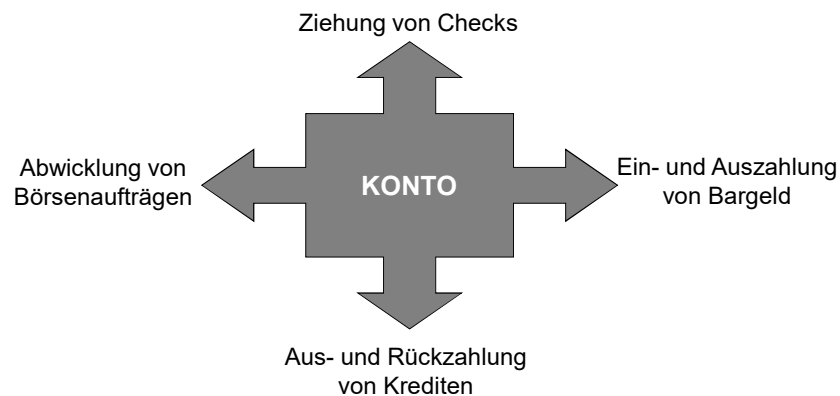 Ziehung von Checks
Abwicklung von
Börsenaufträgen
KONTO
Ein- und Auszahlung
von Bargeld
Aus- und Rückzahlung
von Krediten